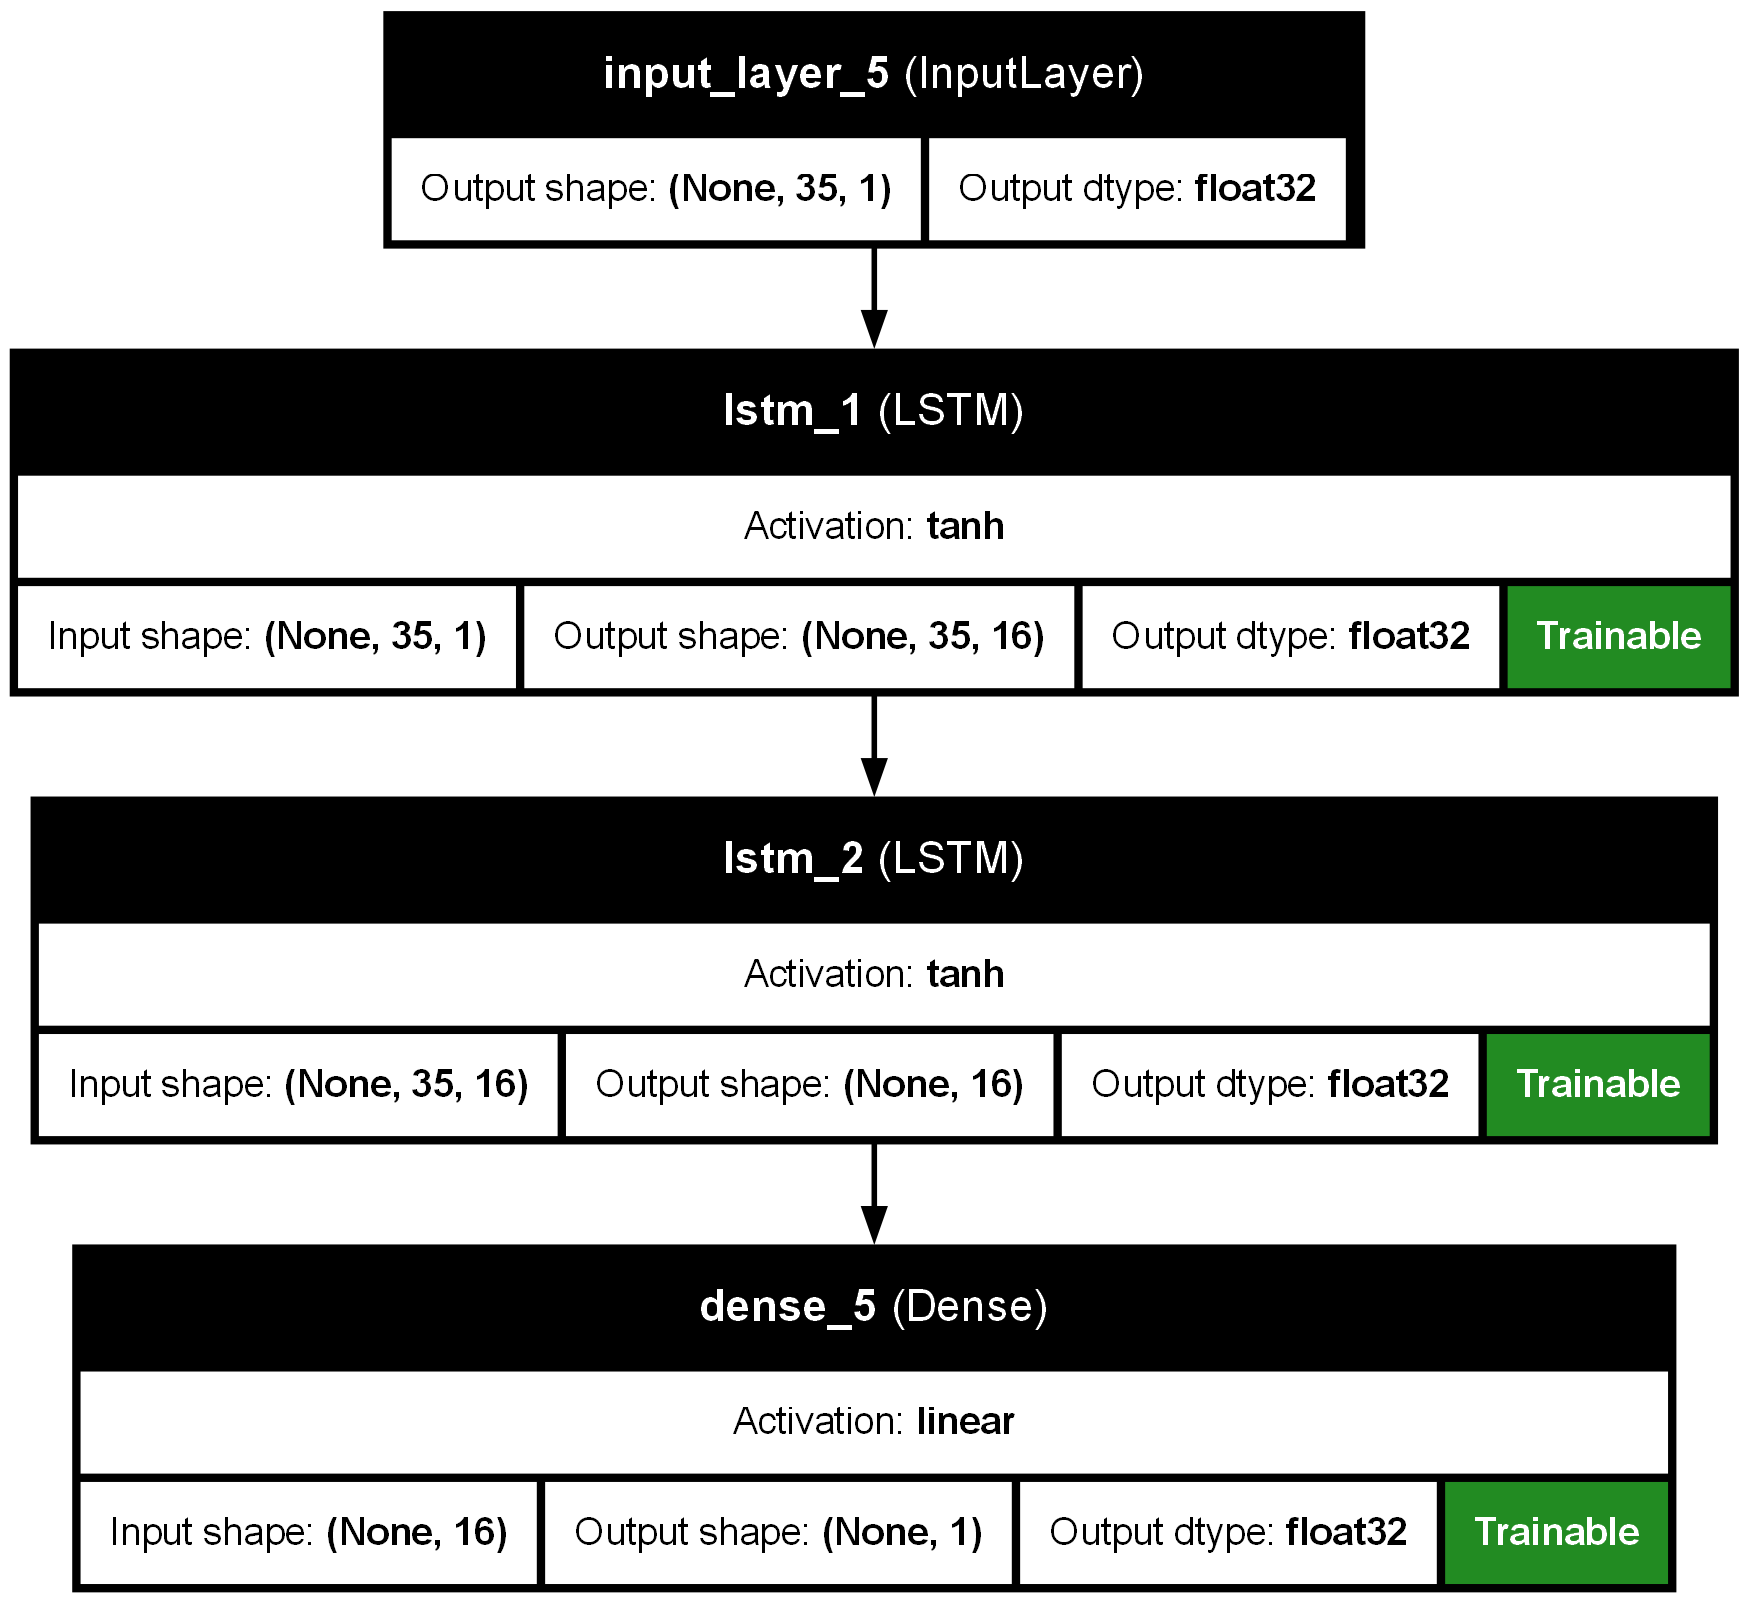 input_layer_5 (InputLayer)
Output shape: (None, 35, 1) Output dtype: float32
lstm_1 (LSTM)
Activation: tanh
Input shape: (None, 35, 1) Output shape: (None, 35, 16) Output dtype: float32 Trainable
lstm_2 (LSTM)
Activation: tanh
Input shape: (None, 35, 16) Output shape: (None, 16) Output dtype: float32 Trainable
dense_5 (Dense)
Activation: linear
Input shape: (None, 16) Output shape: (None, 1) Output dtype: float32 Trainable